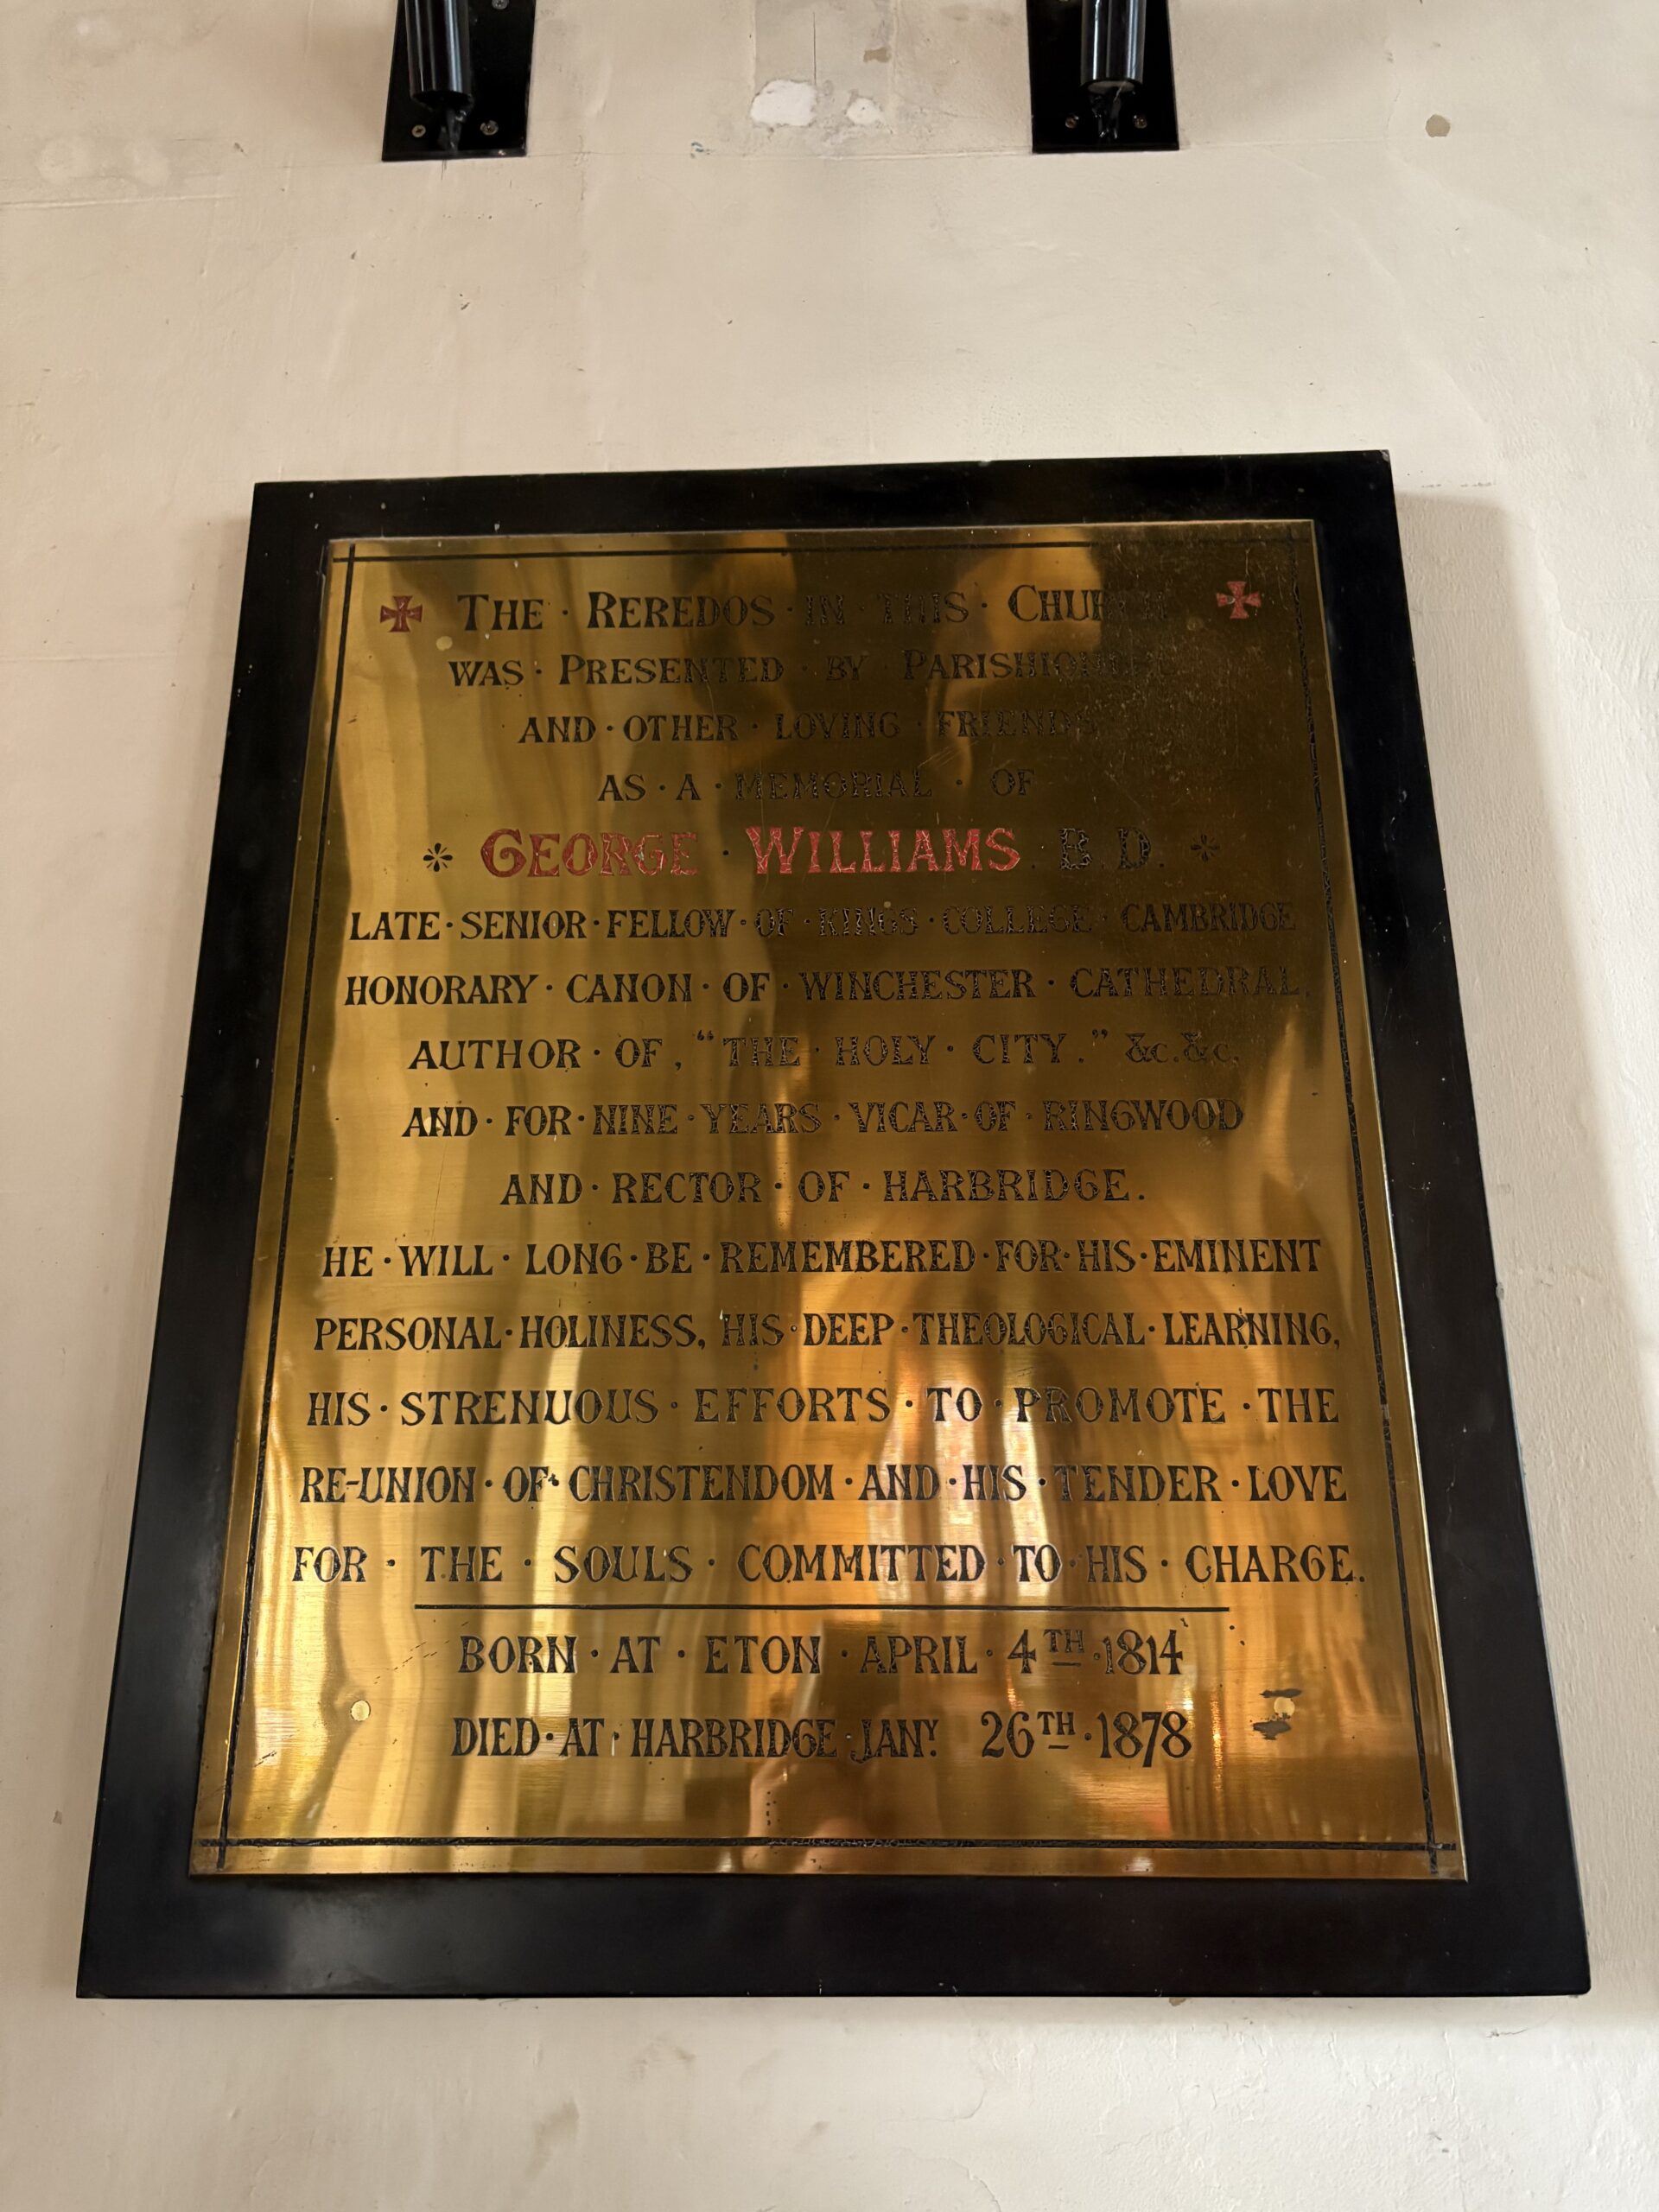 THE · REREDOS · IN · THIS · CHURCH
WAS · PRESENTED · BY · PARISHIONERS
AND · OTHER · LOVING · FRIENDS
AS · A · MEMORIAL · OF
GEORGE · WILLIAMS · B.D.
LATE · SENIOR · FELLOW · OF · KINGS · COLLEGE · CAMBRIDGE
HONORARY · CANON · OF · WINCHESTER · CATHEDRAL,
AUTHOR · OF, "THE · HOLY · CITY." &c. &c,
AND · FOR · NINE · YEARS · VICAR · OF · RINGWOOD
AND · RECTOR · OF · HARBRIDGE.
HE · WILL · LONG · BE · REMEMBERED · FOR · HIS · EMINENT
PERSONAL · HOLINESS, HIS · DEEP · THEOLOGICAL · LEARNING,
HIS · STRENUOUS · EFFORTS · TO · PROMOTE · THE
RE-UNION · OF · CHRISTENDOM · AND · HIS · TENDER · LOVE
FOR · THE · SOULS · COMMITTED · TO · HIS · CHARGE.
BORN · AT · ETON · APRIL · 4TH · 1814
DIED · AT · HARBRIDGE · JANY. 26TH · 1878